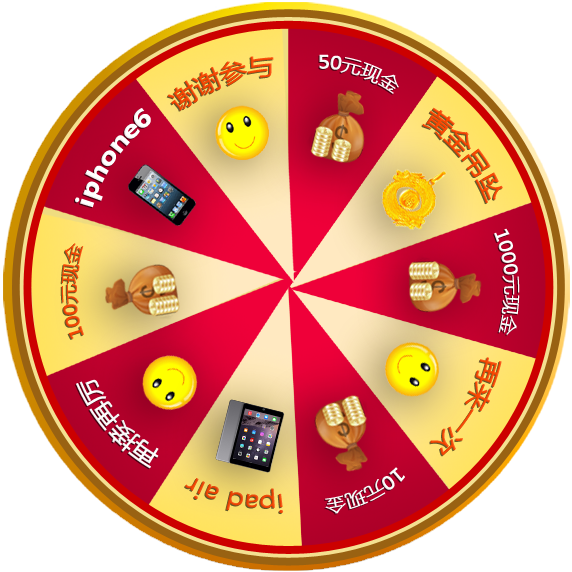 50元现金
黄金吊坠
1000元现金
再来一次
10元现金
ipad air
再接再厉
100元现金
iphone6
谢谢参与